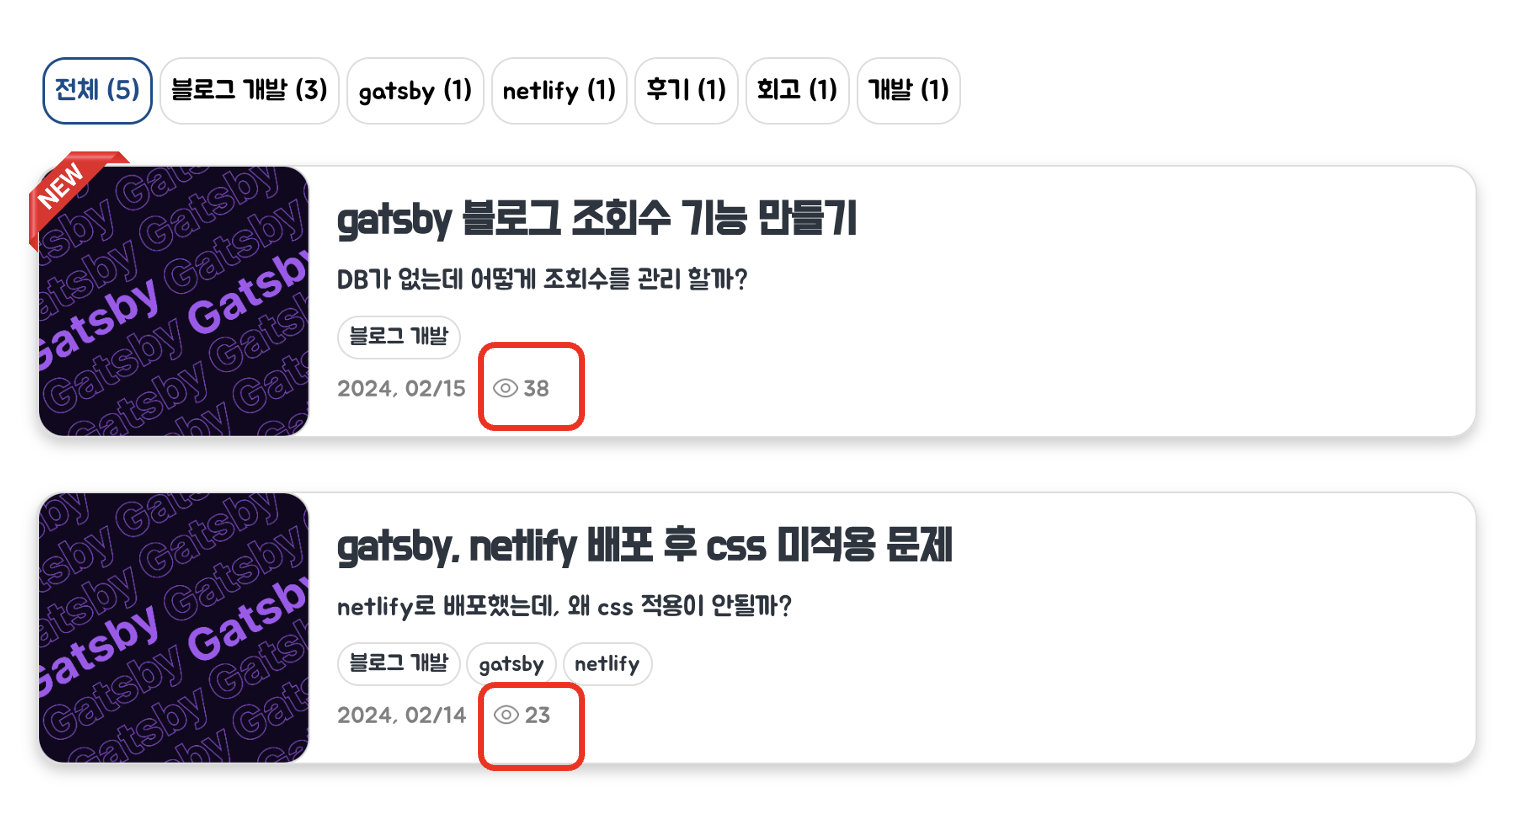 전체 (5) 블로그 개발 (3) gatsby (1) netlify (1) 후기 (1) 회고 (1) 개발 (1)
NEW
Gatsby Gatsby
gatsby 블로그 조회수 기능 만들기
DB가 없는데 어떻게 조회수를 관리 할까?
블로그 개발
2024, 02/15 38
Gatsby Gatsby
gatsby, netlify 배포 후 css 미적용 문제
netlify로 배포했는데, 왜 css 적용이 안될까?
블로그 개발 gatsby netlify
2024, 02/14 23